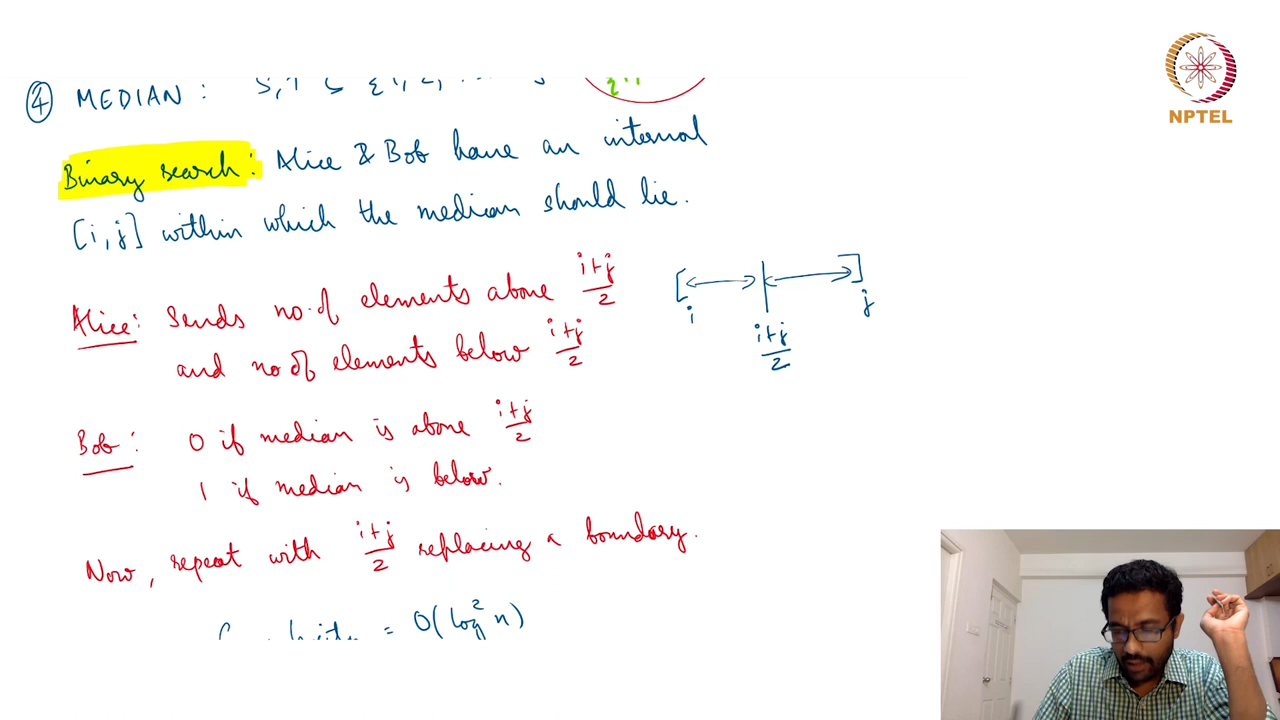 ④ MEDIAN :
Binary search : Alice & Bob have an interval
[i, j] within which the median should lie.
Alice : Sends no. of elements above i+j/2
and no. of elements below i+j/2
[ i i+j/2 j ]
Bob : 0 if median is above i+j/2
1 if median is below.
Now, repeat with i+j/2 replacing a boundary.
= O(log² n)
NPTEL